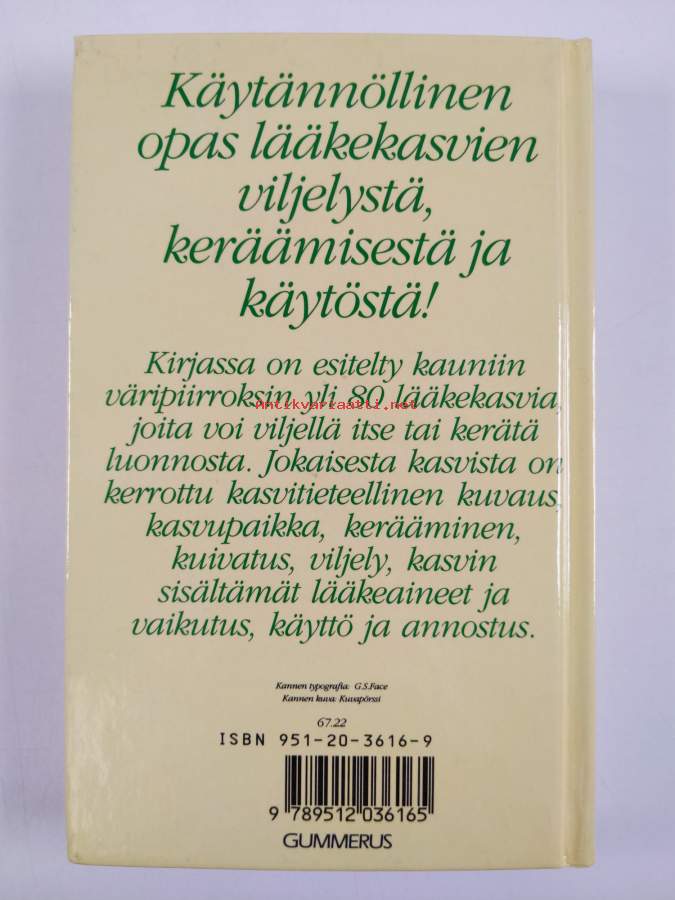 Käytännöllinen
opas lääkekasvien
viljelystä,
keräämisestä ja
käytöstä!
Kirjassa on esitelty kauniin
väripiirroksin yli 80 lääkekasvia,
Antikvariaatti.net
joita voi viljellä itse tai kerätä
luonnosta. Jokaisesta kasvista on
kerrottu kasvitieteellinen kuvaus,
kasvupaikka, kerääminen,
kuivatus, viljely, kasvin
sisältämät lääkeaineet ja
vaikutus, käyttö ja annostus.
Kannen typografia: G.S.Face
Kannen kuva: Kuvapörssi
67.22
ISBN 951-20-3616-9
9 789512 036165
GUMMERUS